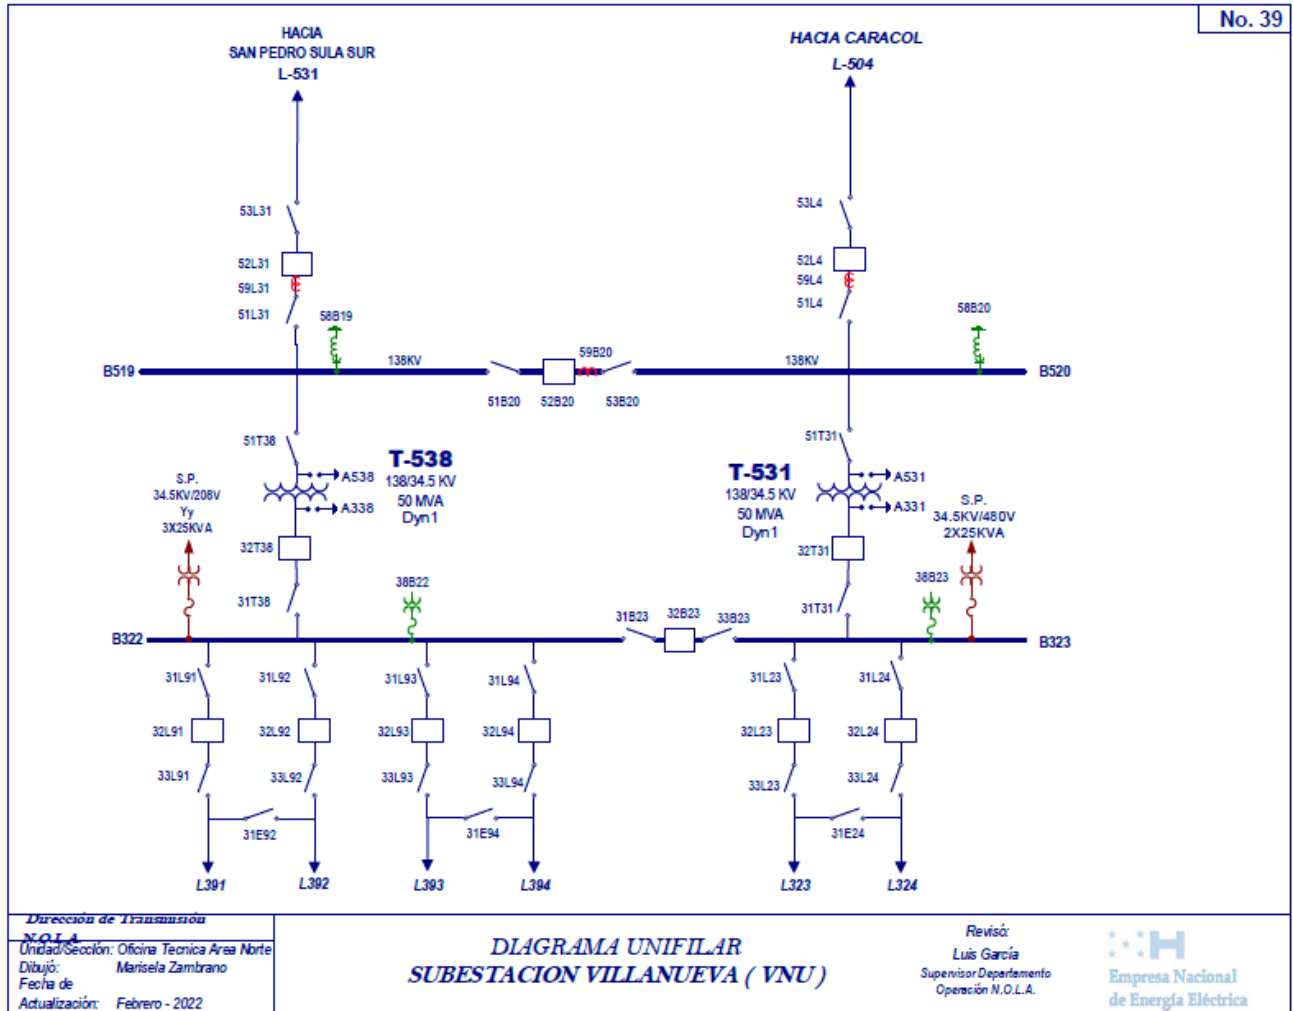 No. 39
HACIA
SAN PEDRO SULA SUR
L-531
HACIA CARACOL
L-504
53L31
53L4
52L31
52L4
59L31
59L4
51L31
51L4
58B19
58B20
B519
138KV
59B20
138KV
B520
51B20
52B20
53B20
51T38
51T31
T-538
138/34.5 KV
50 MVA
Dyn1
T-531
138/34.5 KV
50 MVA
Dyn1
A538
A338
A531
A331
S.P.
34.5KV/208V
Yy
3X25KVA
S.P.
34.5KV/480V
2X25KVA
32T38
32T31
38B22
38B23
31T38
31T31
31B23
32B23
33B23
B322
B323
31L91
31L92
31L93
31L94
31L23
31L24
32L91
32L92
32L93
32L94
32L23
32L24
33L91
33L92
33L93
33L94
33L23
33L24
31E92
31E94
31E24
L391
L392
L393
L394
L323
L324
Dirección de Transmisión
N.O.L.A.
Unidad/Sección: Oficina Tecnica Area Norte
Dibujó: Marisela Zambrano
Fecha de
Actualización: Febrero - 2022
DIAGRAMA UNIFILAR
SUBESTACION VILLANUEVA ( VNU )
Revisó:
Luis García
Supervisor Departamento
Operación N.O.L.A.
Empresa Nacional
de Energía Eléctrica